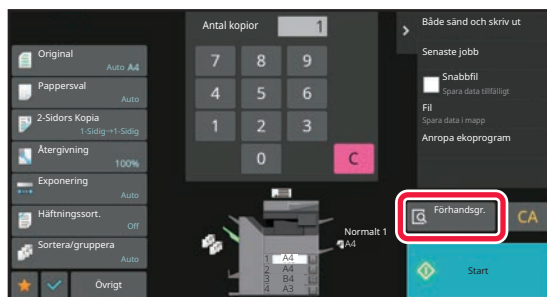 Original
Auto A4
Pappersval
Auto
2-Sidors Kopia
1-Sidig→1-Sidig
Återgivning
100%
Exponering
Auto
Häftningssort.
Off
Sortera/gruppera
Auto
Övrigt
Antal kopior 1
7 8 9
4 5 6
1 2 3
0 C
Normalt 1
A4
1 A4
2 A4
3 B4
4 A3
Både sänd och skriv ut
Senaste jobb
Snabbfil
Spara data tillfälligt
Fil
Spara data i mapp
Anropa ekoprogram
Förhandsgr. CA
Start